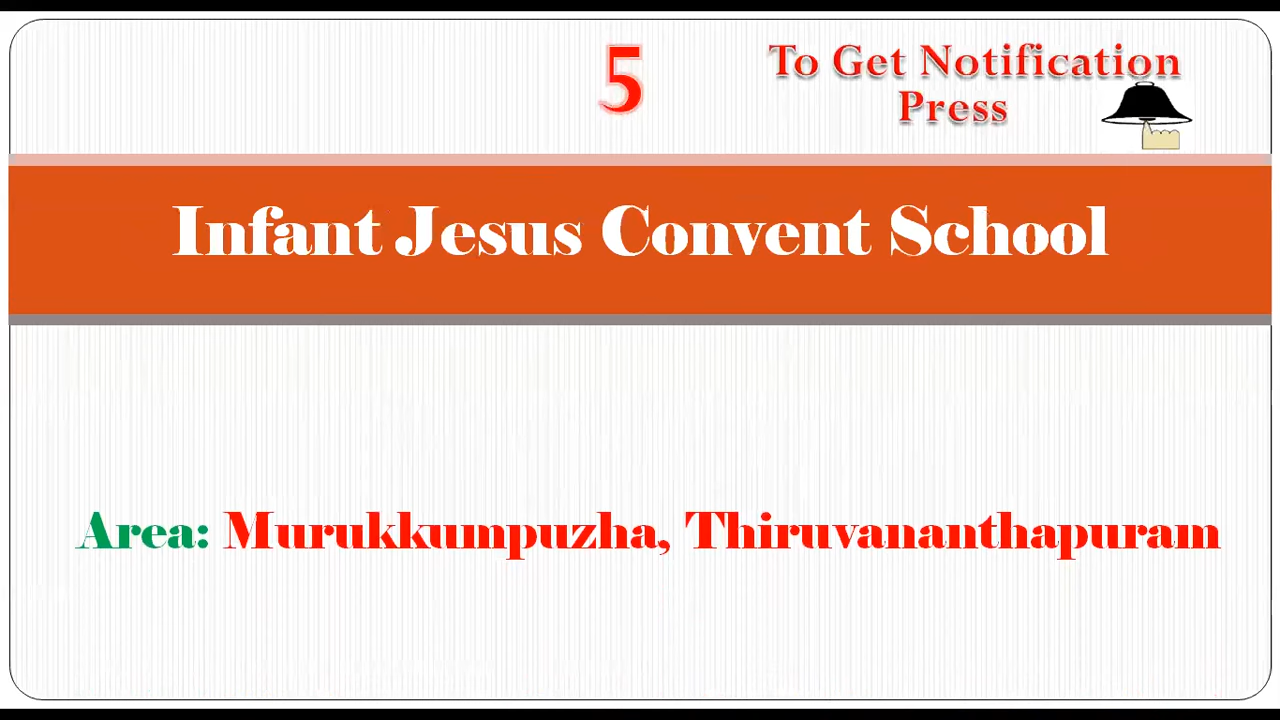 5
To Get Notification
Press
Infant Jesus Convent School
Area: Murukkumpuzha, Thiruvananthapuram